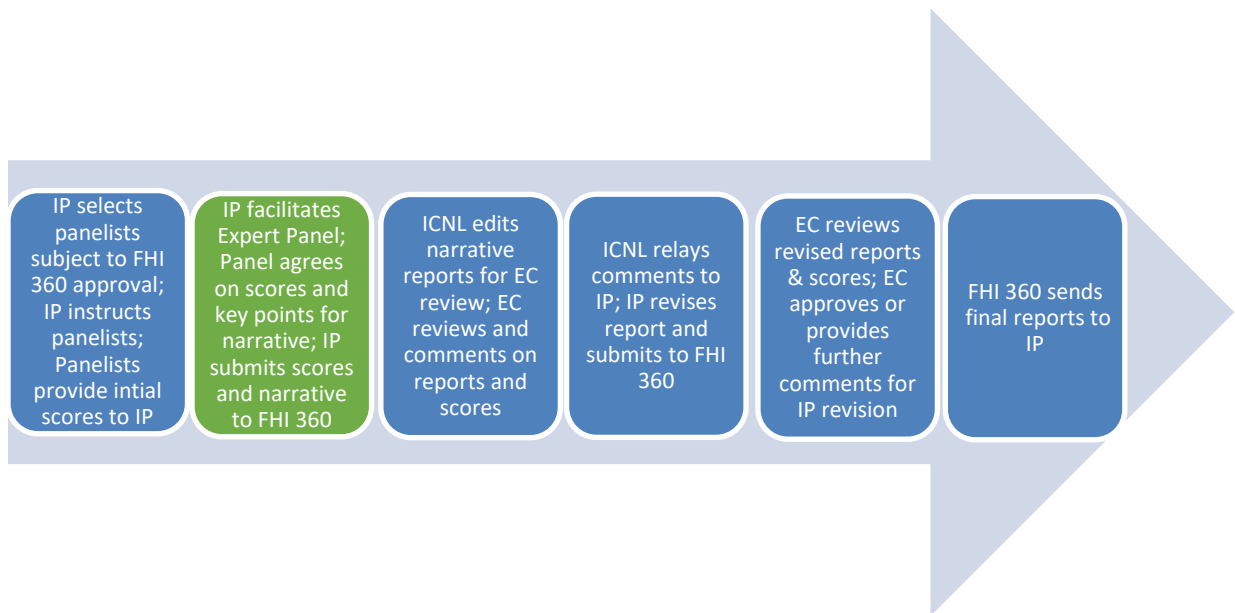 IP selects
panelists
subject to FHI
360 approval;
IP instructs
panelists;
Panelists
provide intial
scores to IP
IP facilitates
Expert Panel;
Panel agrees
on scores and
key points for
narrative; IP
submits scores
and narrative
to FHI 360
ICNL edits
narrative
reports for EC
review; EC
reviews and
comments on
reports and
scores
ICNL relays
comments to
IP; IP revises
report and
submits to FHI
360
EC reviews
revised reports
& scores; EC
approves or
provides
further
comments for
IP revision
FHI 360 sends
final reports to
IP